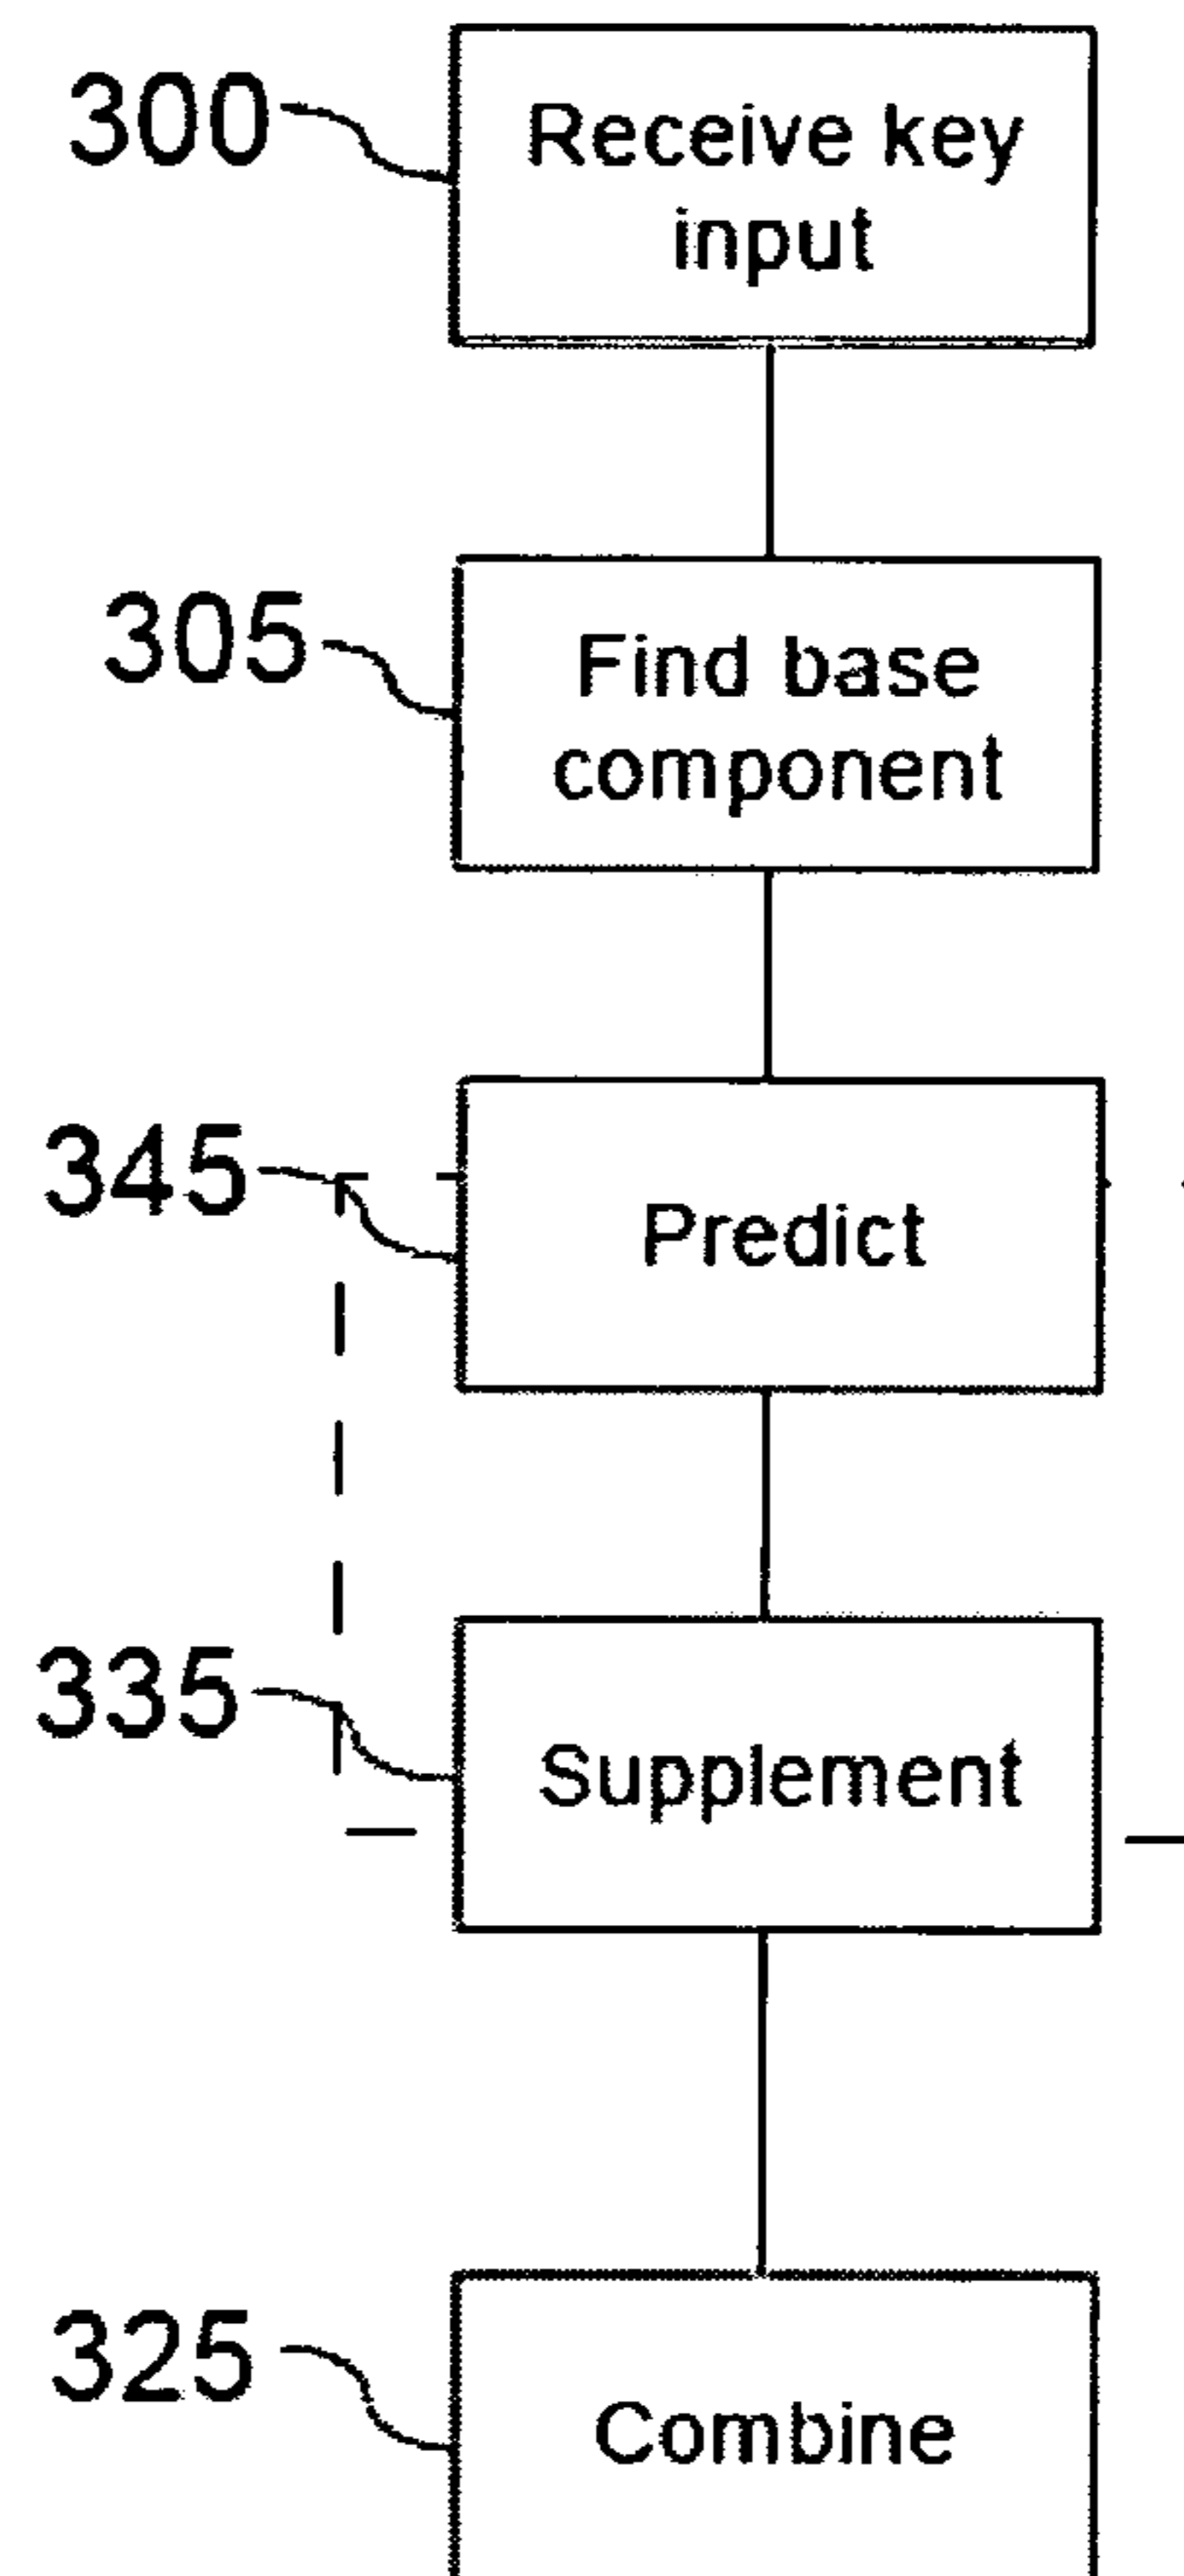 300
Receive key
input
305
Find base
component
345
Predict
335
Supplement
325
Combine